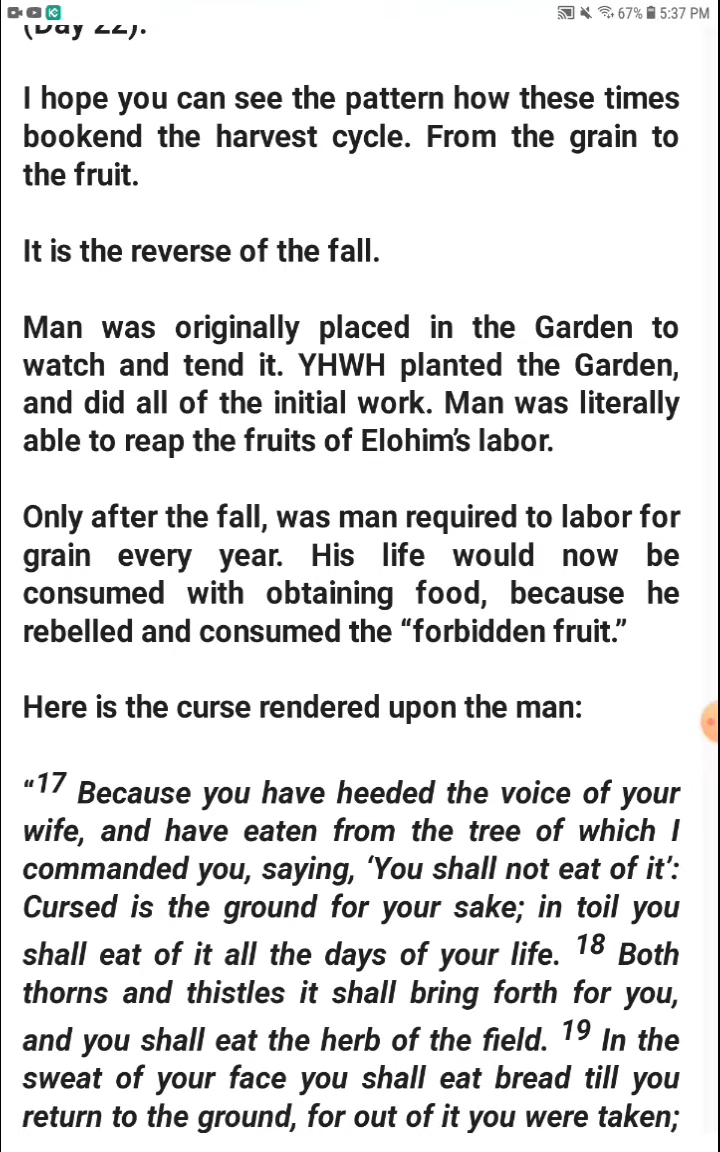 67% 5:37 PM
(Day 22).
I hope you can see the pattern how these times
bookend the harvest cycle. From the grain to
the fruit.
It is the reverse of the fall.
Man was originally placed in the Garden to
watch and tend it. YHWH planted the Garden,
and did all of the initial work. Man was literally
able to reap the fruits of Elohim’s labor.
Only after the fall, was man required to labor for
grain every year. His life would now be
consumed with obtaining food, because he
rebelled and consumed the “forbidden fruit.”
Here is the curse rendered upon the man:
“17 Because you have heeded the voice of your
wife, and have eaten from the tree of which I
commanded you, saying, ‘You shall not eat of it’:
Cursed is the ground for your sake; in toil you
shall eat of it all the days of your life. 18 Both
thorns and thistles it shall bring forth for you,
and you shall eat the herb of the field. 19 In the
sweat of your face you shall eat bread till you
return to the ground, for out of it you were taken;